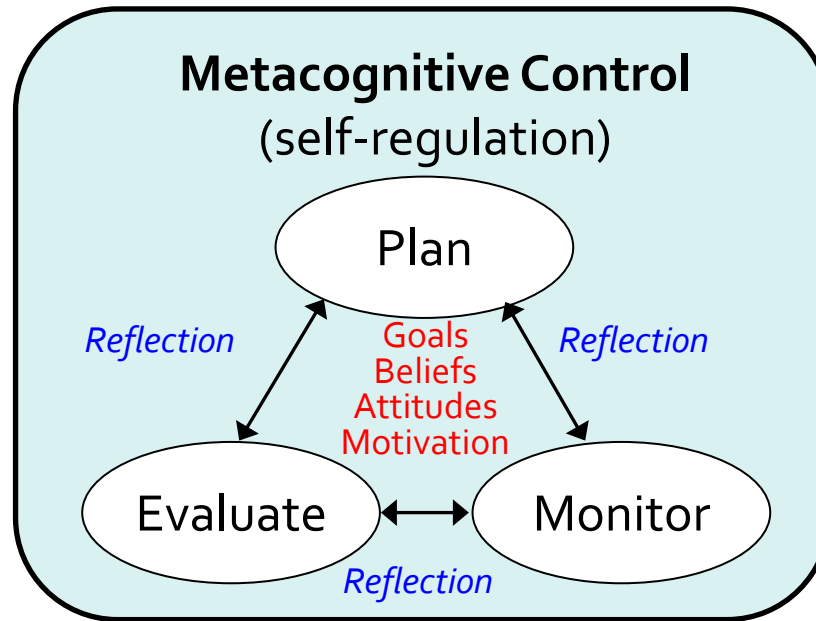 Metacognitive Control
(self-regulation)
Plan
Reflection
Goals
Reflection
Beliefs
Attitudes
Motivation
Evaluate
Monitor
Reflection